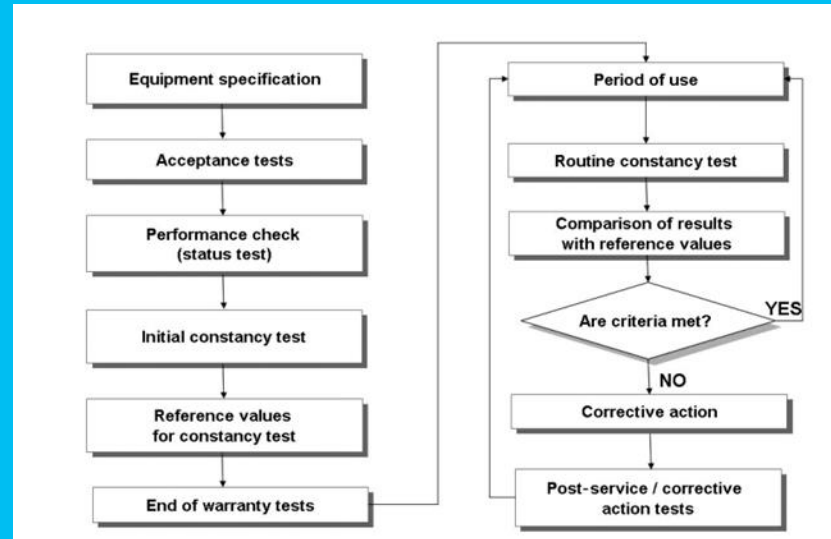 Equipment specification
Acceptance tests
Performance check
(status test)
Initial constancy test
Reference values
for constancy test
End of warranty tests
Period of use
Routine constancy test
Comparison of results
with reference values
Are criteria met?
YES
NO
Corrective action
Post-service / corrective
action tests